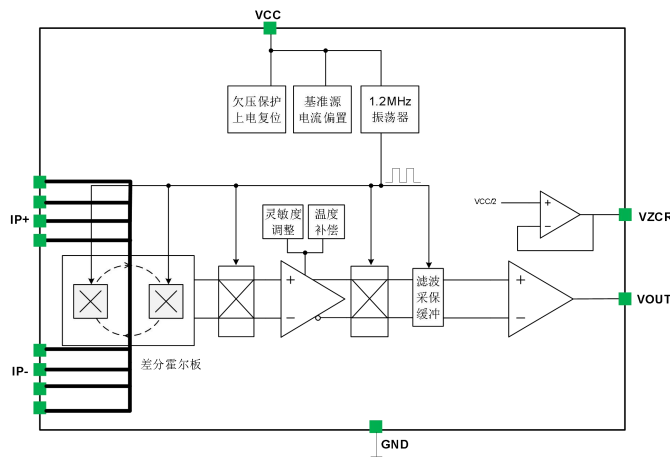 VCC
欠压保护
上电复位
基准源
电流偏置
1.2MHz
振荡器
IP+
灵敏度
调整
温度
补偿
VCC/2
+
−
VZCR
+
−
滤波
采保
缓冲
+
−
VOUT
差分霍尔板
IP-
GND